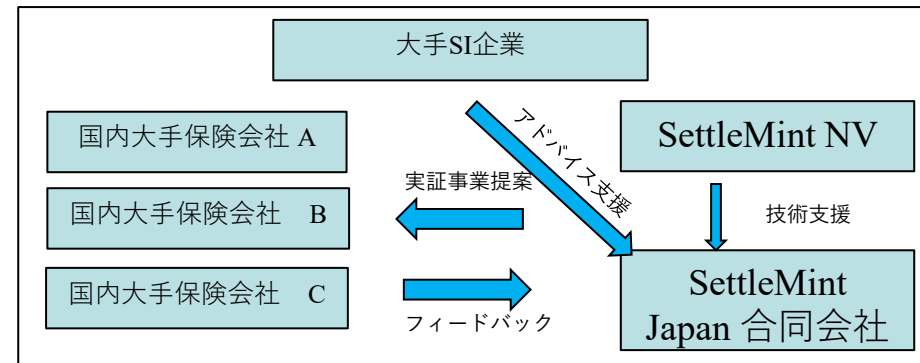 大手SI企業
国内大手保険会社 A
SettleMint NV
アドバイス支援
実証事業提案
国内大手保険会社　B
技術支援
国内大手保険会社　C
フィードバック
SettleMint
Japan 合同会社